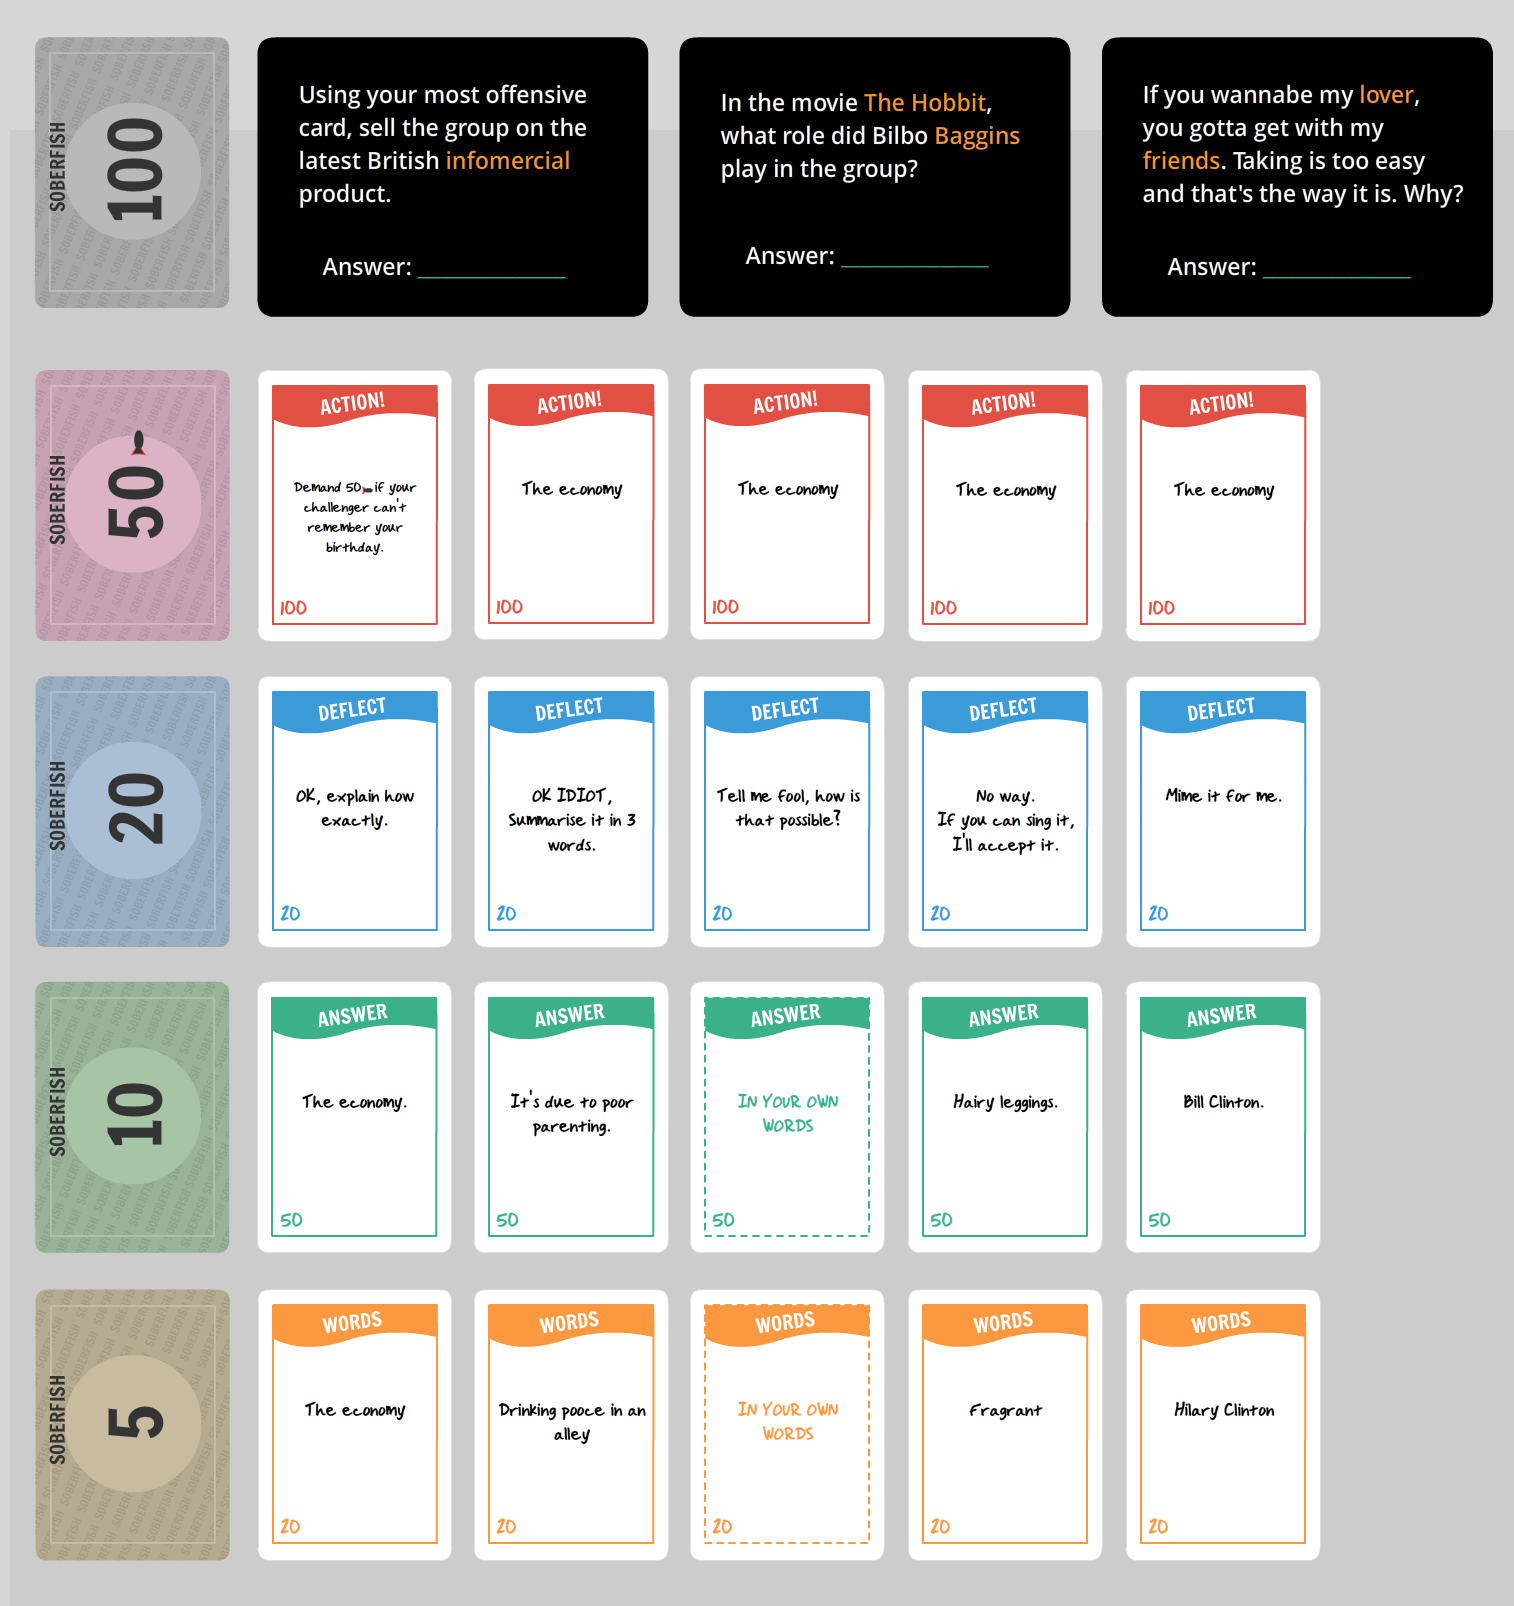 SOBERFISH
100
Using your most offensive
card, sell the group on the
latest British infomercial
product.
Answer: ____________
In the movie The Hobbit,
what role did Bilbo Baggins
play in the group?
Answer: ____________
If you wannabe my lover,
you gotta get with my
friends. Taking is too easy
and that's the way it is. Why?
Answer: ____________
SOBERFISH
50
ACTION!
Demand 50 if your
challenger can't
remember your
birthday.
100
ACTION!
The economy
100
ACTION!
The economy
100
ACTION!
The economy
100
ACTION!
The economy
100
SOBERFISH
20
DEFLECT
OK, explain how
exactly.
20
DEFLECT
OK IDIOT,
Summarise it in 3
words.
20
DEFLECT
Tell me fool, how is
that possible?
20
DEFLECT
No way.
If you can sing it,
I'll accept it.
20
DEFLECT
Mime it for me.
20
SOBERFISH
10
ANSWER
The economy.
50
ANSWER
It's due to poor
parenting.
50
ANSWER
IN YOUR OWN
WORDS
50
ANSWER
Hairy leggings.
50
ANSWER
Bill Clinton.
50
SOBERFISH
5
WORDS
The economy
20
WORDS
Drinking pooce in an
alley
20
WORDS
IN YOUR OWN
WORDS
20
WORDS
Fragrant
20
WORDS
Hilary Clinton
20